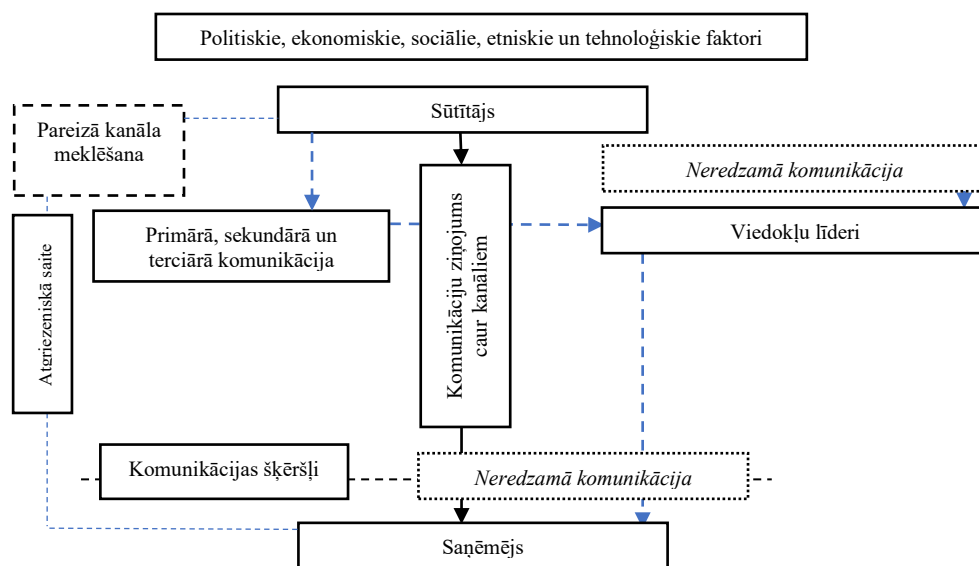 Politiskie, ekonomiskie, sociālie, etniskie un tehnoloģiskie faktori
Sūtītājs
Pareizā kanāla
meklēšana
Neredzamā komunikācija
Primārā, sekundārā un
terciārā komunikācija
Komunikāciju ziņojums
caur kanāliem
Viedokļu līderi
Atgriezeniskā saite
Komunikācijas šķēršļi
Neredzamā komunikācija
Saņēmējs